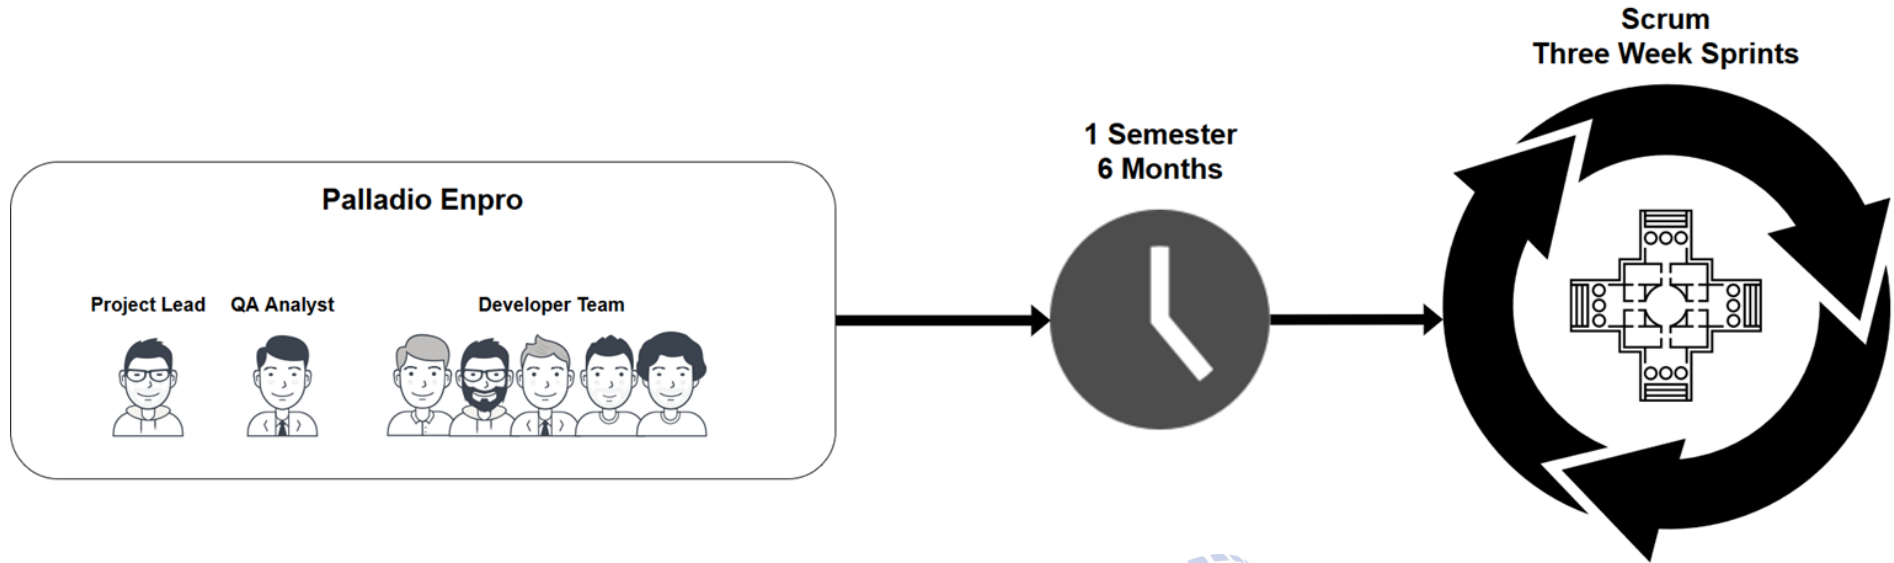 Scrum
Three Week Sprints
1 Semester
6 Months
Palladio Enpro
Project Lead
QA Analyst
Developer Team